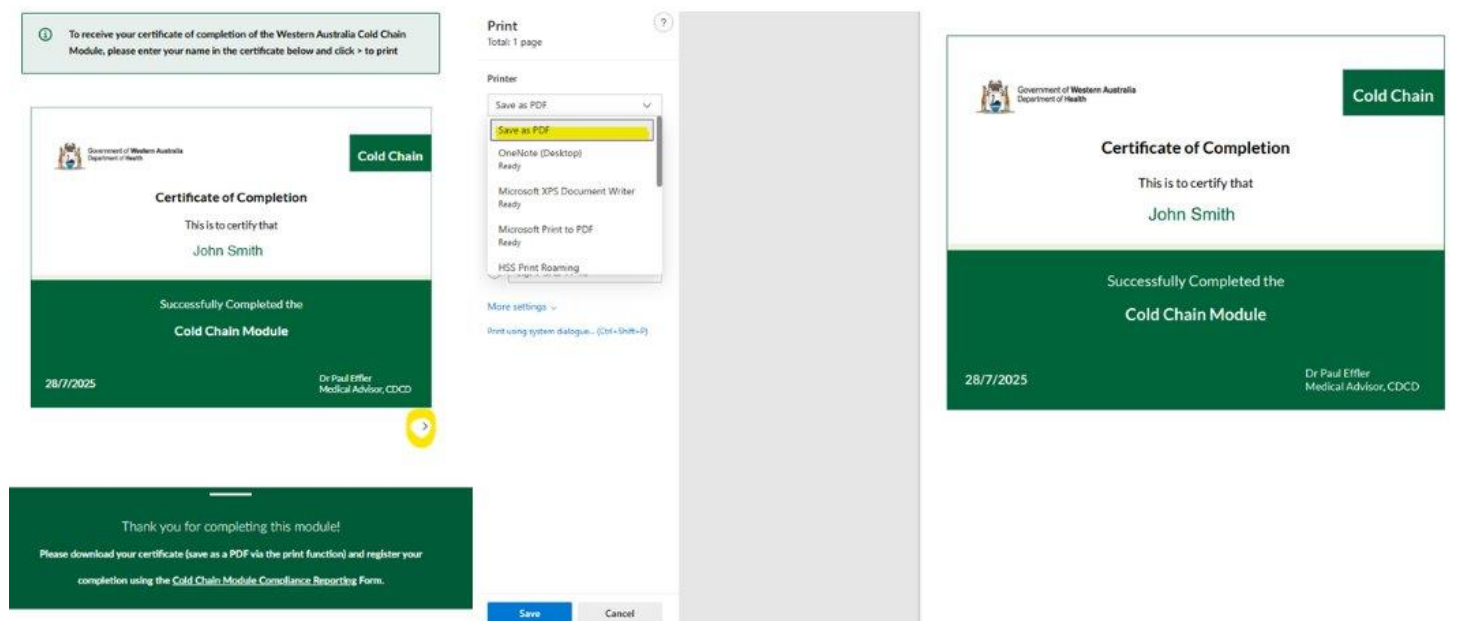 To receive your certificate of completion of the Western Australia Cold Chain
Module, please enter your name in the certificate below and click > to print
Government of Western Australia
Department of Health
Cold Chain
Certificate of Completion
This is to certify that
John Smith
Successfully Completed the
Cold Chain Module
28/7/2025
Dr Paul Effler
Medical Advisor, CDCD
>
Thank you for completing this module!
Please download your certificate (save as a PDF via the print function) and register your
completion using the Cold Chain Module Compliance Reporting Form.
Print
?
Total: 1 page
Printer
Save as PDF
Save as PDF
OneNote (Desktop)
Ready
Microsoft XPS Document Writer
Ready
Microsoft Print to PDF
Ready
HSS Print Roaming
More settings
Print using system dialogue... (Ctrl+Shift+P)
Save
Cancel
Government of Western Australia
Department of Health
Cold Chain
Certificate of Completion
This is to certify that
John Smith
Successfully Completed the
Cold Chain Module
28/7/2025
Dr Paul Effler
Medical Advisor, CDCD